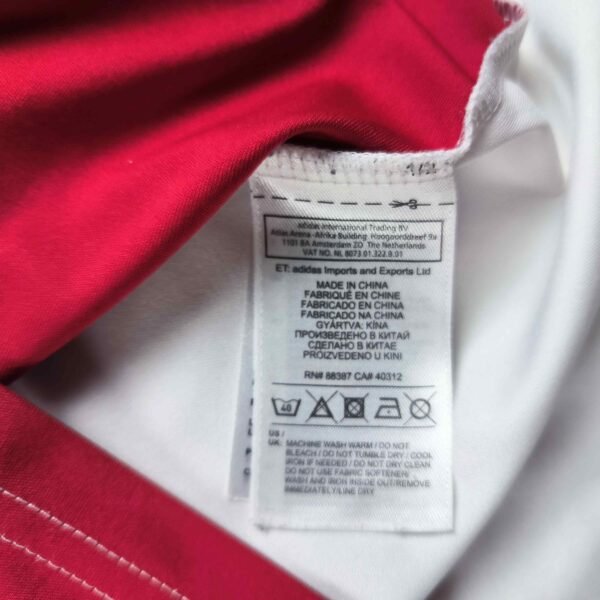 adidas International Trading BV
Atlas Arena -Afrika Building Hoogoorddreef 9a
1101 BA Amsterdam ZO The Netherlands
VAT NO. NL 8073.01.322.B.01
ET: adidas Imports and Exports Ltd
MADE IN CHINA
FABRIQUÉ EN CHINE
FABRICADO EN CHINA
FABRICADO NA CHINA
GYÁRTVA: KÍNA
ПРОИЗВЕДЕНО В КИТАЙ
СДЕЛАНО В КИТАЕ
PROIZVEDENO U KINI
RN# 88387 CA# 40312
40
US /
UK: MACHINE WASH WARM / DO NOT
BLEACH / DO NOT TUMBLE DRY / COOL
IRON IF NEEDED / DO NOT DRY CLEAN
DO NOT USE FABRIC SOFTENER/
WASH AND IRON INSIDE OUT/REMOVE
IMMEDIATELY/LINE DRY